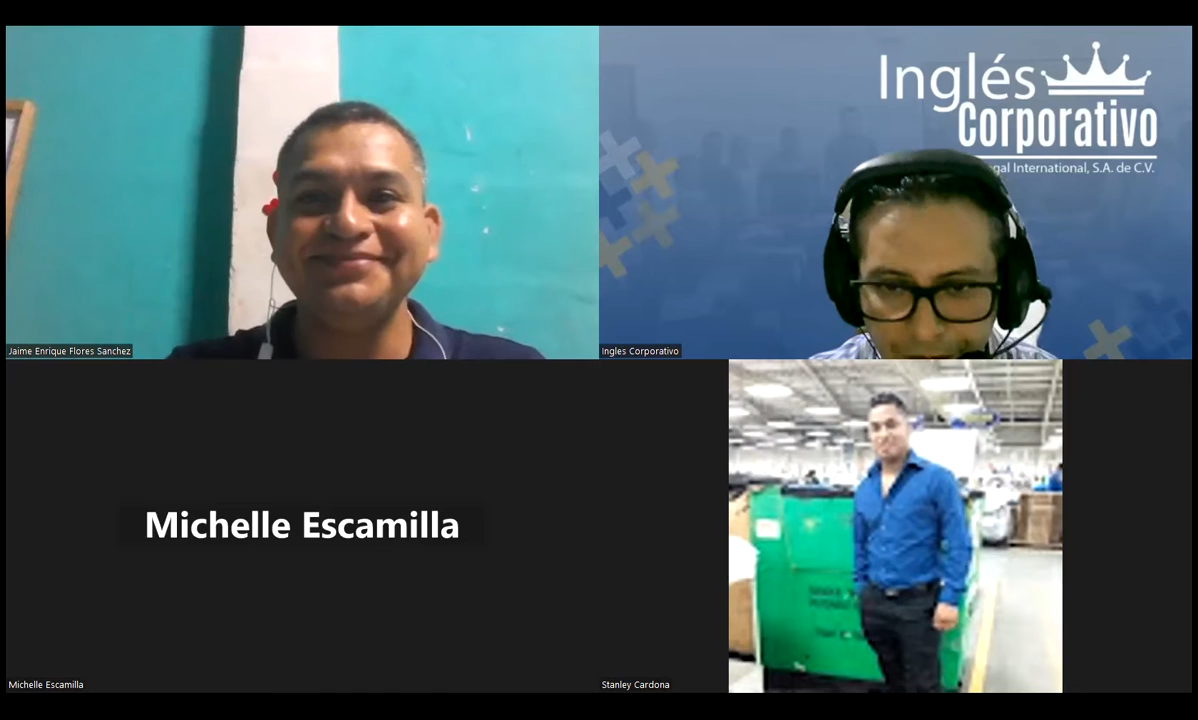 Inglés
Corporativo
gal International, S.A. de C.V.
Jaime Enrique Flores Sanchez
Ingles Corporativo
Michelle Escamilla
Michelle Escamilla
Stanley Cardona